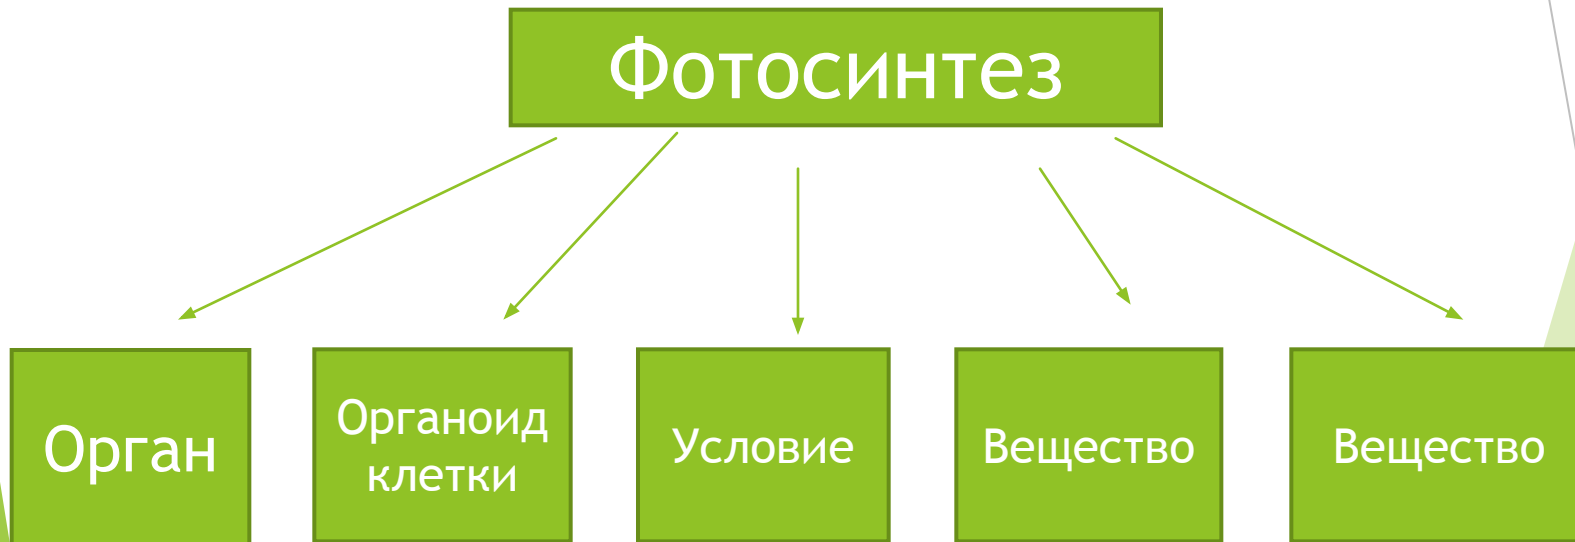 Фотосинтез
Орган
Органоид
клетки
Условие
Вещество
Вещество